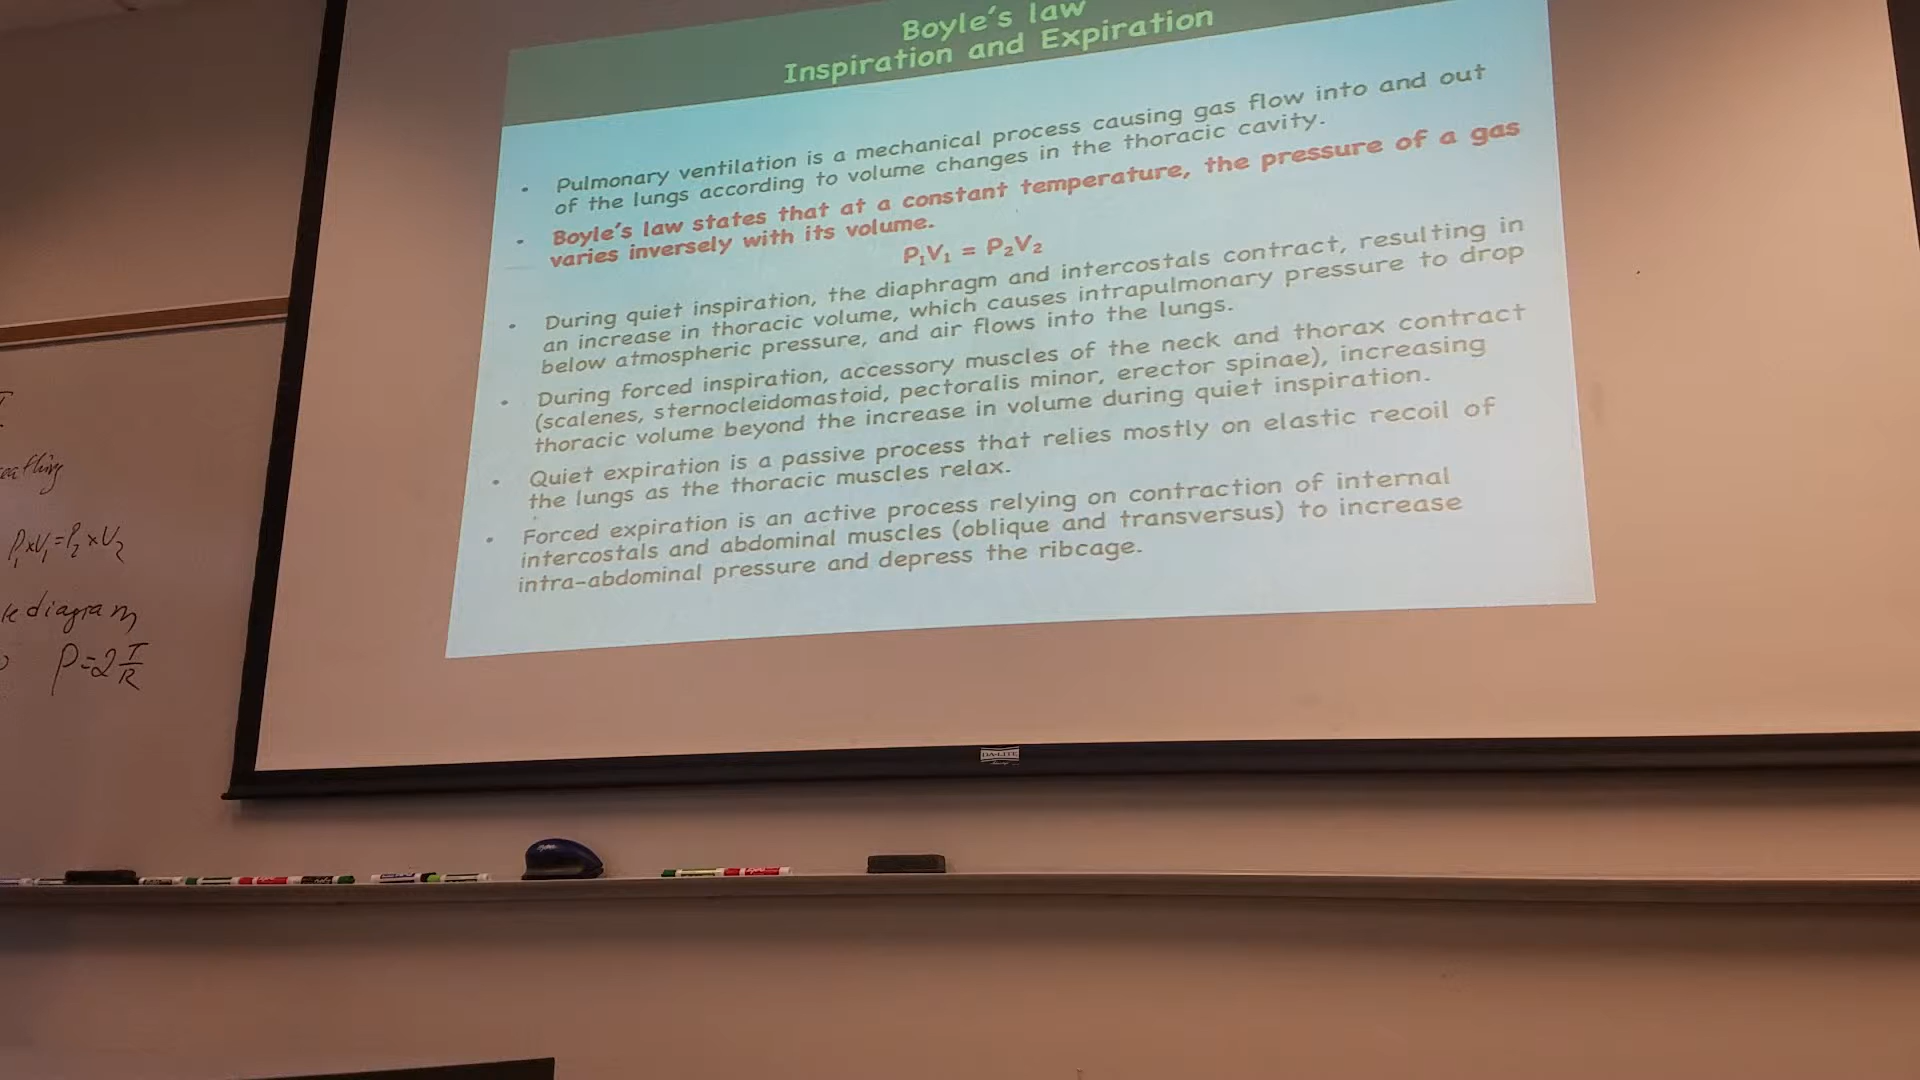 Boyle's law
Inspiration and Expiration
• Pulmonary ventilation is a mechanical process causing gas flow into and out
of the lungs according to volume changes in the thoracic cavity.
• Boyle's law states that at a constant temperature, the pressure of a gas
varies inversely with its volume.
P₁V₁ = P₂V₂
• During quiet inspiration, the diaphragm and intercostals contract, resulting in
an increase in thoracic volume, which causes intrapulmonary pressure to drop
below atmospheric pressure, and air flows into the lungs.
• During forced inspiration, accessory muscles of the neck and thorax contract
(scalenes, sternocleidomastoid, pectoralis minor, erector spinae), increasing
thoracic volume beyond the increase in volume during quiet inspiration.
• Quiet expiration is a passive process that relies mostly on elastic recoil of
the lungs as the thoracic muscles relax.
• Forced expiration is an active process relying on contraction of internal
intercostals and abdominal muscles (oblique and transversus) to increase
intra-abdominal pressure and depress the ribcage.
P₁xV₁=P₂xV₂
diagram
P=2T/R
DA-LITE